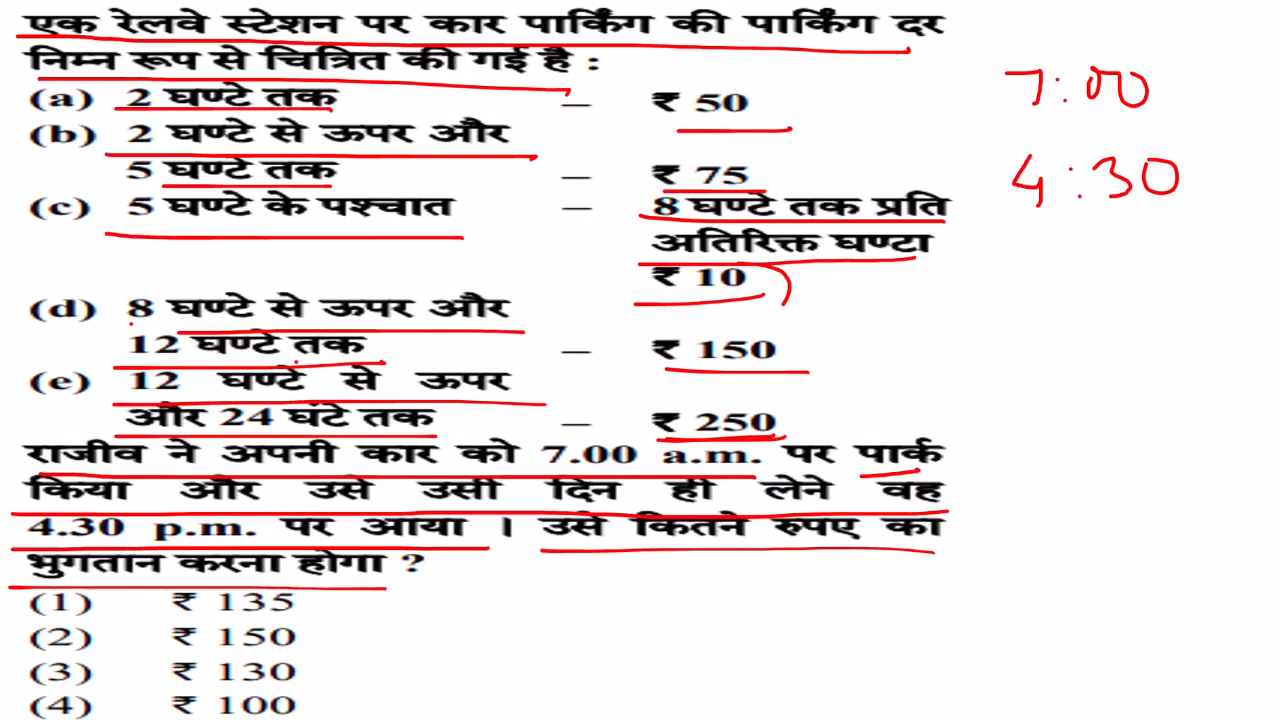 एक रेलवे स्टेशन पर कार पार्किंग की पार्किंग दर
निम्न रूप से चित्रित की गई है :
(a) 2 घण्टे तक – ₹ 50
(b) 2 घण्टे से ऊपर और
5 घण्टे तक – ₹ 75
(c) 5 घण्टे के पश्चात – 8 घण्टे तक प्रति
अतिरिक्त घण्टा
₹ 10
(d) 8 घण्टे से ऊपर और
12 घण्टे तक – ₹ 150
(e) 12 घण्टे से ऊपर
और 24 घंटे तक – ₹ 250
राजीव ने अपनी कार को 7.00 a.m. पर पार्क
किया और उसे उसी दिन ही लेने वह
4.30 p.m. पर आया । उसे कितने रुपए का
भुगतान करना होगा ?
(1) ₹ 135
(2) ₹ 150
(3) ₹ 130
(4) ₹ 100
7:00
4:30